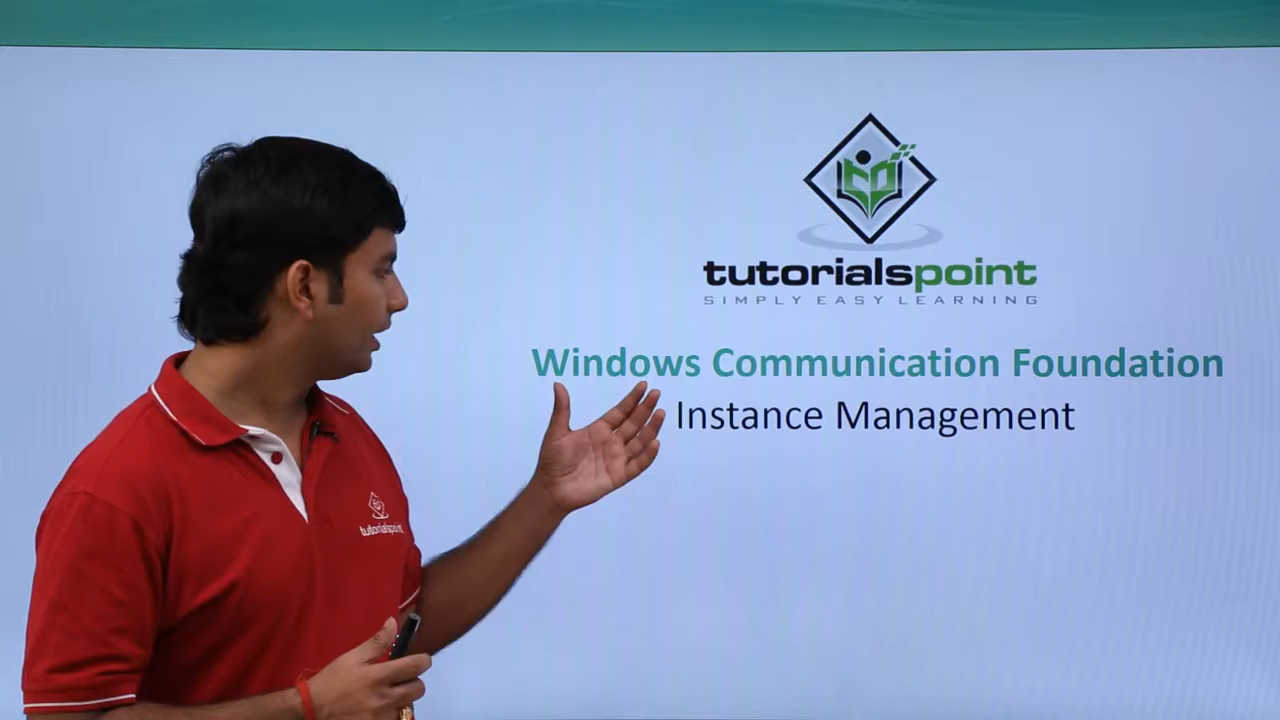 tutorialspoint
SIMPLY EASY LEARNING
Windows Communication Foundation
Instance Management
tutorialspoint